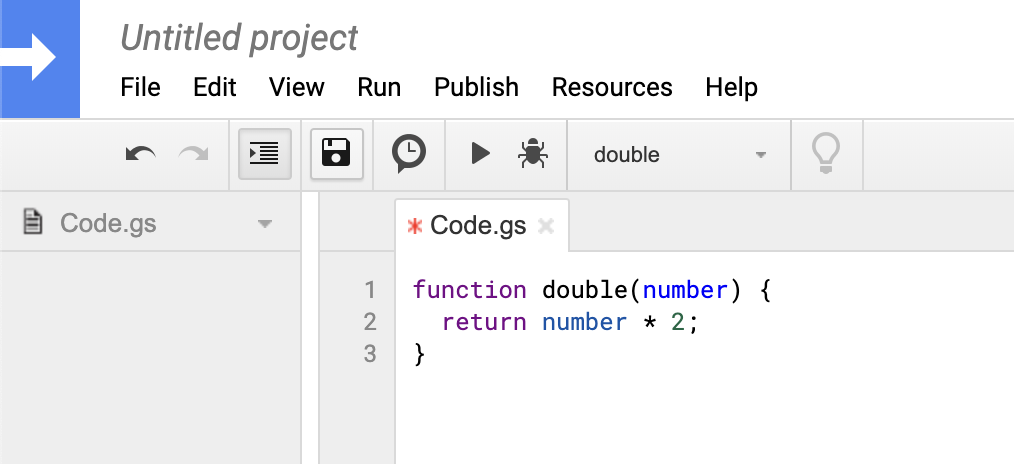 Untitled project
File Edit View Run Publish Resources Help
double
Code.gs
* Code.gs
1 function double(number) {
2   return number * 2;
3 }